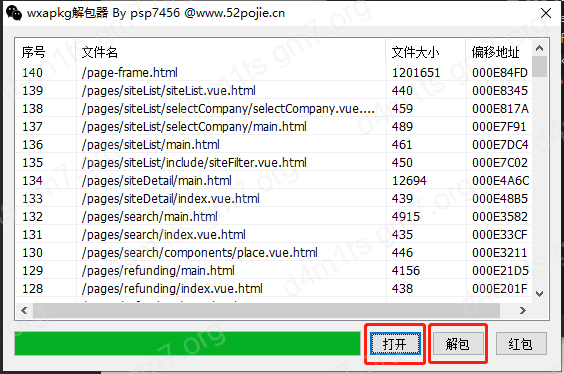 wxapkg解包器 By psp7456 @www.52pojie.cn
序号 文件名 文件大小 偏移地址
140 /page-frame.html 1201651 000E84FD
139 /pages/siteList/siteList.vue.html 440 000E8345
138 /pages/siteList/selectCompany/selectCompany.vue.... 459 000E817A
137 /pages/siteList/selectCompany/main.html 489 000E7F91
136 /pages/siteList/main.html 461 000E7DC4
135 /pages/siteList/include/siteFilter.vue.html 450 000E7C02
134 /pages/siteDetail/main.html 12694 000E4A6C
133 /pages/siteDetail/index.vue.html 439 000E48B5
132 /pages/search/main.html 4915 000E3582
131 /pages/search/index.vue.html 435 000E33CF
130 /pages/search/components/place.vue.html 446 000E3211
129 /pages/refunding/main.html 4156 000E21D5
128 /pages/refunding/index.vue.html 438 000E201F
打开 解包 红包
d4m1ts gm7.org